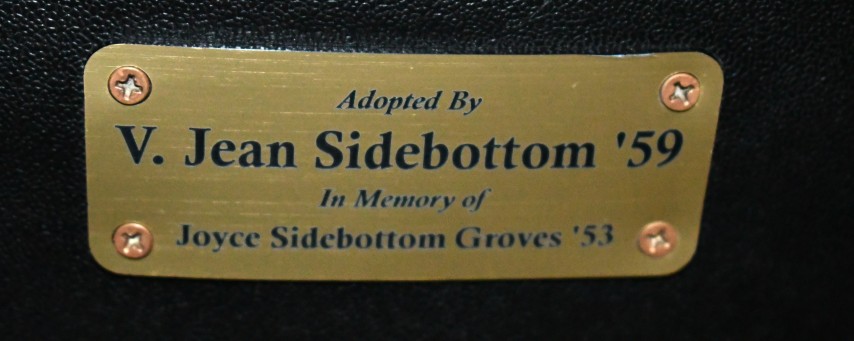 Adopted By
V. Jean Sidebottom '59
In Memory of
Joyce Sidebottom Groves '53